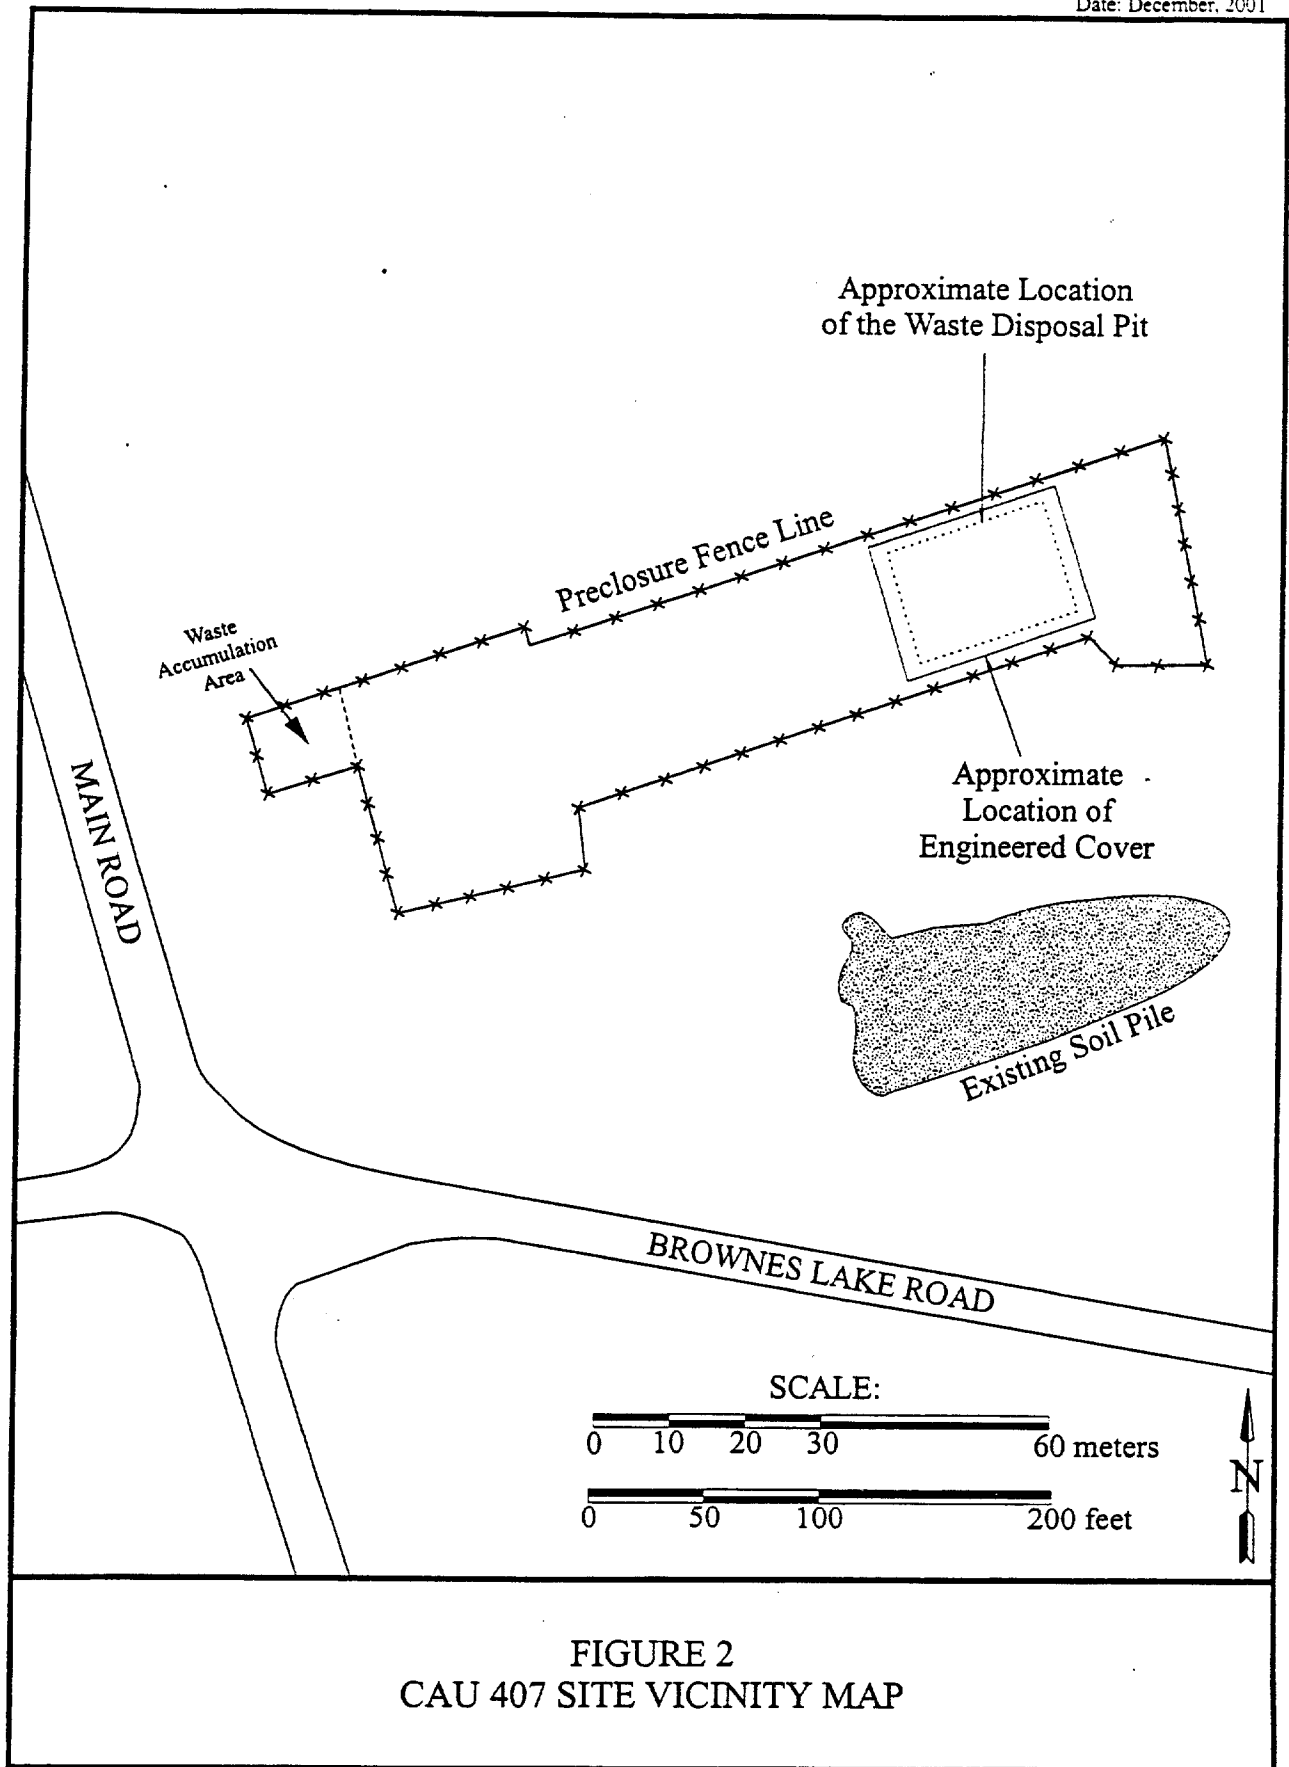 Date: December, 2001
Approximate Location
of the Waste Disposal Pit
Preclosure Fence Line
Waste
Accumulation
Area
MAIN ROAD
Approximate
Location of
Engineered Cover
Existing Soil Pile
BROWNES LAKE ROAD
SCALE:
0 10 20 30 60 meters
0 50 100 200 feet
N
FIGURE 2
CAU 407 SITE VICINITY MAP